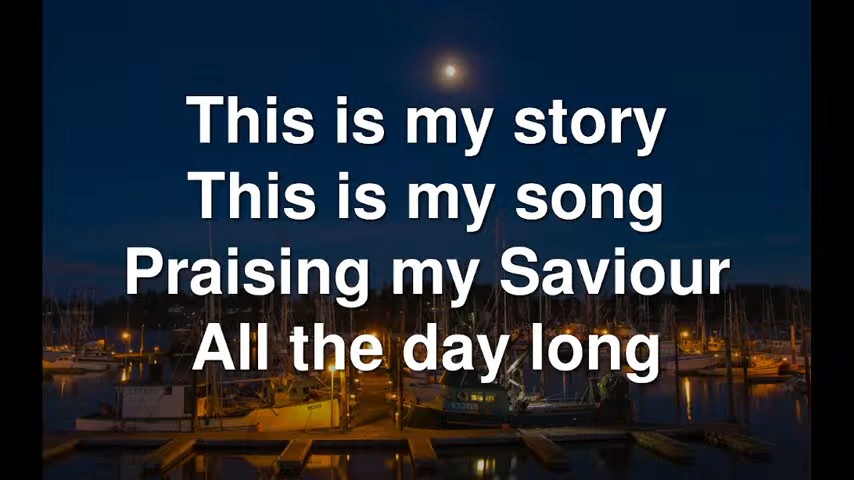 This is my story
This is my song
Praising my Saviour
All the day long